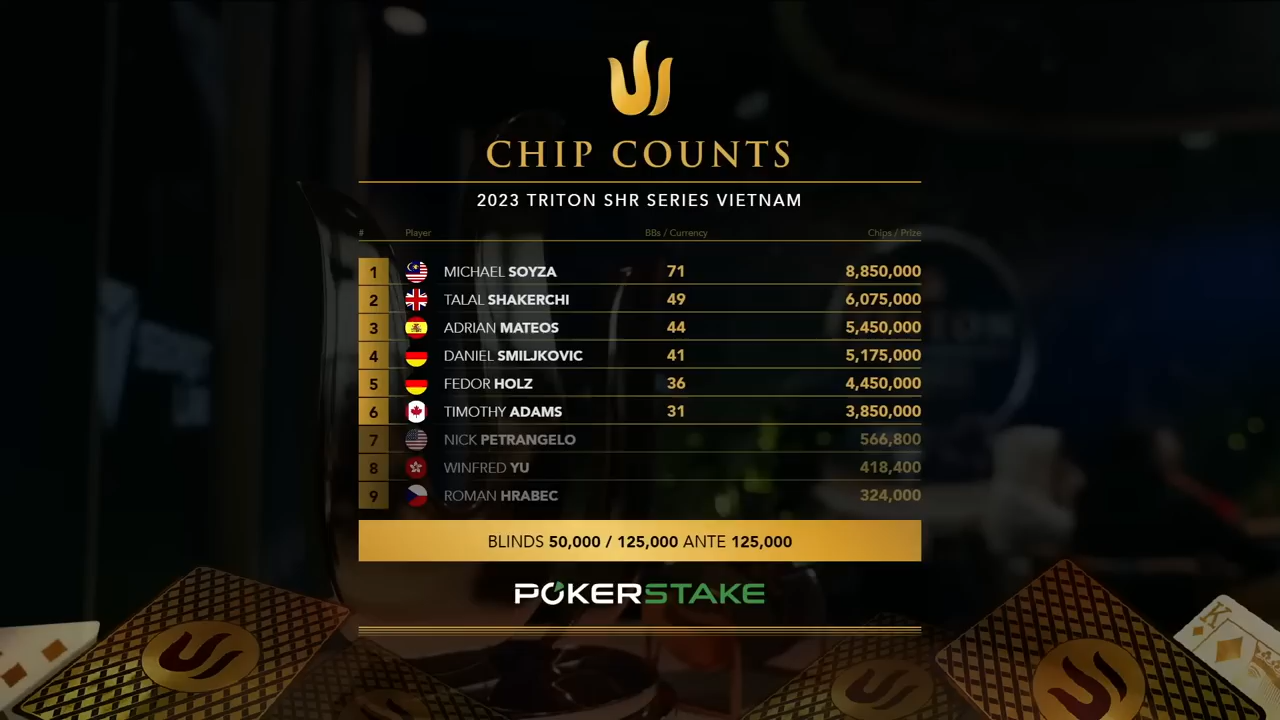 CHIP COUNTS
2023 TRITON SHR SERIES VIETNAM
# Player BBs / Currency Chips / Prize
1 MICHAEL SOYZA 71 8,850,000
2 TALAL SHAKERCHI 49 6,075,000
3 ADRIAN MATEOS 44 5,450,000
4 DANIEL SMILJKOVIC 41 5,175,000
5 FEDOR HOLZ 36 4,450,000
6 TIMOTHY ADAMS 31 3,850,000
7 NICK PETRANGELO 566,800
8 WINFRED YU 418,400
9 ROMAN HRABEC 324,000
BLINDS 50,000 / 125,000 ANTE 125,000
POKERSTAKE
K